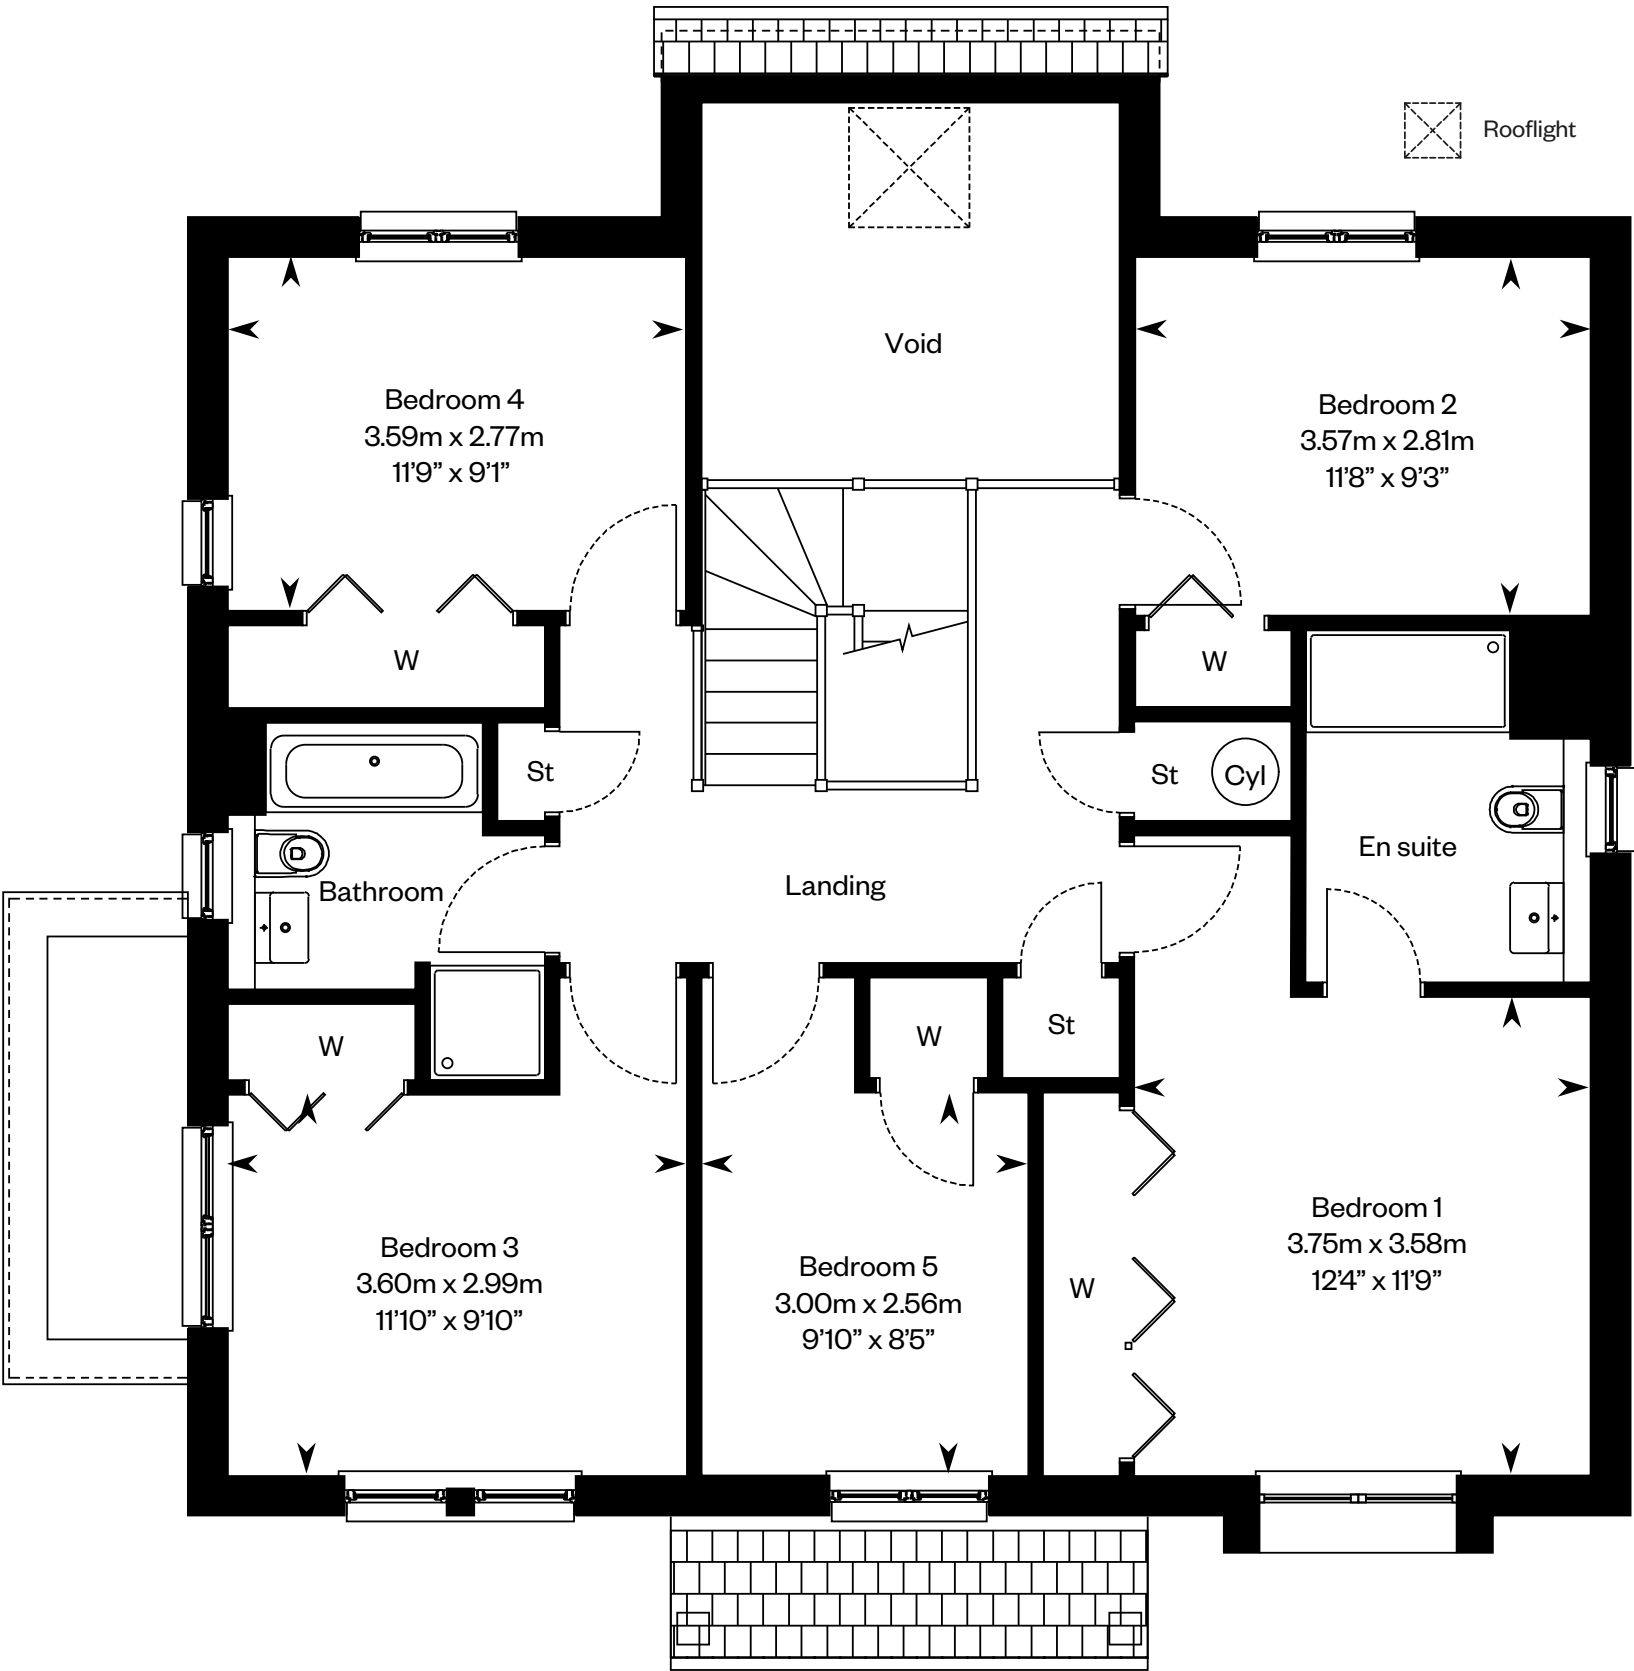 Rooflight
Void
Bedroom 4
3.59m x 2.77m
11’9” x 9’1”
Bedroom 2
3.57m x 2.81m
11’8” x 9’3”
W
W
St
St
Cyl
Bathroom
Landing
En suite
W
W
St
Bedroom 3
3.60m x 2.99m
11’10” x 9’10”
Bedroom 5
3.00m x 2.56m
9’10” x 8’5”
W
Bedroom 1
3.75m x 3.58m
12’4” x 11’9”